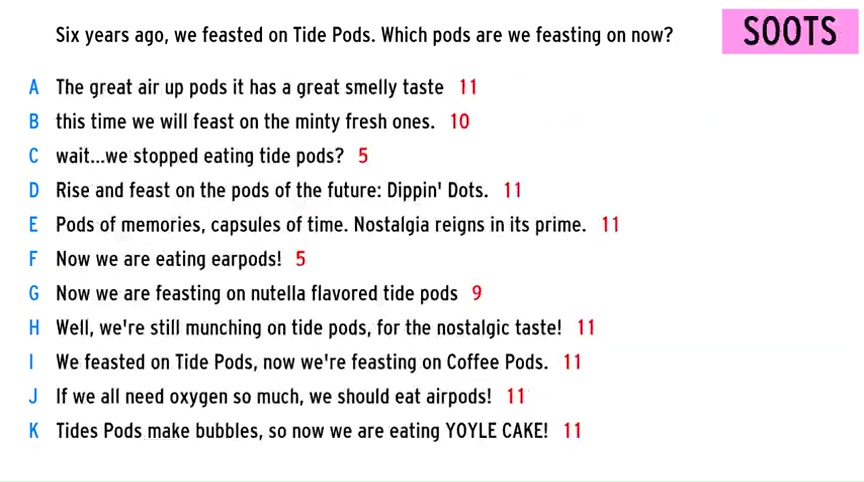 Six years ago, we feasted on Tide Pods. Which pods are we feasting on now?
SOOTS
A The great air up pods it has a great smelly taste 11
B this time we will feast on the minty fresh ones. 10
C wait...we stopped eating tide pods? 5
D Rise and feast on the pods of the future: Dippin' Dots. 11
E Pods of memories, capsules of time. Nostalgia reigns in its prime. 11
F Now we are eating earpods! 5
G Now we are feasting on nutella flavored tide pods 9
H Well, we're still munching on tide pods, for the nostalgic taste! 11
I We feasted on Tide Pods, now we're feasting on Coffee Pods. 11
J If we all need oxygen so much, we should eat airpods! 11
K Tides Pods make bubbles, so now we are eating YOYLE CAKE! 11